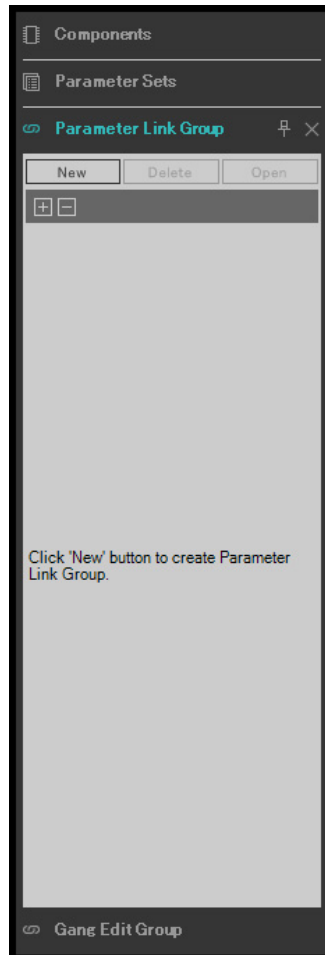 Components
Parameter Sets
Parameter Link Group
New Delete Open
Click 'New' button to create Parameter
Link Group.
Gang Edit Group